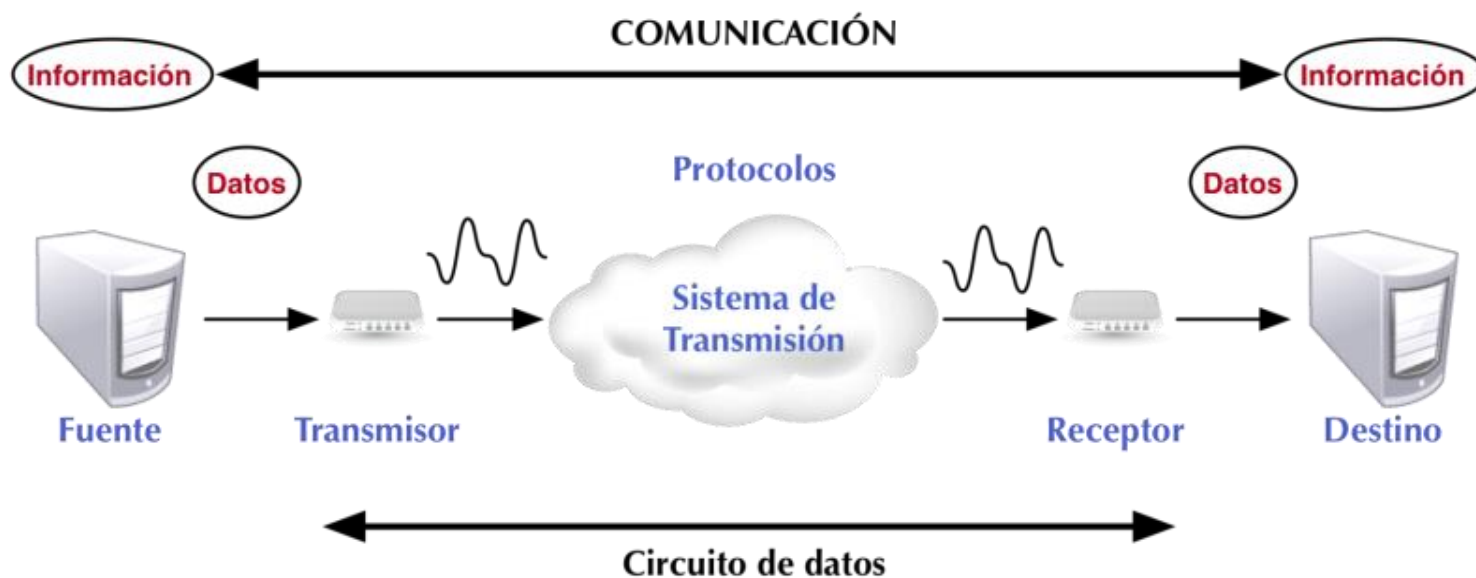 COMUNICACIÓN
Información
Información
Datos
Protocolos
Datos
Sistema de
Transmisión
Fuente
Transmisor
Receptor
Destino
Circuito de datos